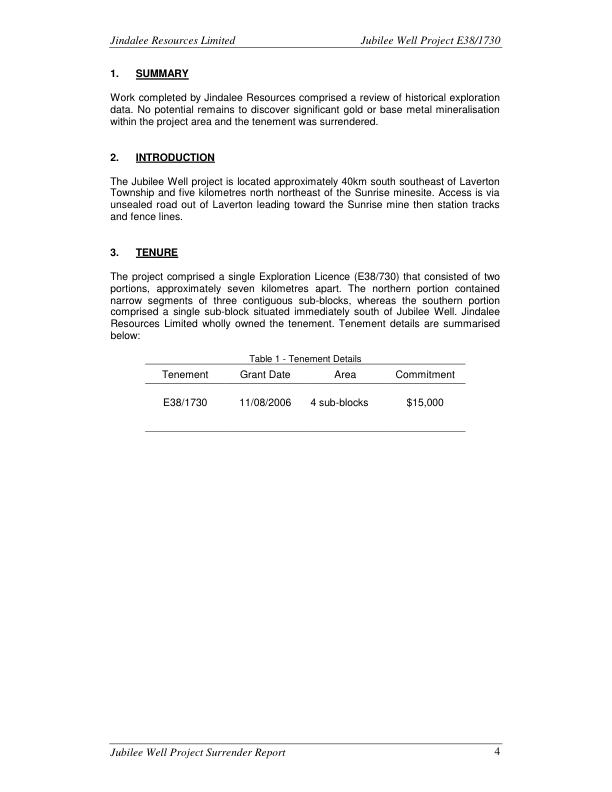 Jindalee Resources Limited Jubilee Well Project E38/1730
1. SUMMARY
Work completed by Jindalee Resources comprised a review of historical exploration
data. No potential remains to discover significant gold or base metal mineralisation
within the project area and the tenement was surrendered.
2. INTRODUCTION
The Jubilee Well project is located approximately 40km south southeast of Laverton
Township and five kilometres north northeast of the Sunrise minesite. Access is via
unsealed road out of Laverton leading toward the Sunrise mine then station tracks
and fence lines.
3. TENURE
The project comprised a single Exploration Licence (E38/730) that consisted of two
portions, approximately seven kilometres apart. The northern portion contained
narrow segments of three contiguous sub-blocks, whereas the southern portion
comprised a single sub-block situated immediately south of Jubilee Well. Jindalee
Resources Limited wholly owned the tenement. Tenement details are summarised
below:
Table 1 - Tenement Details
Tenement Grant Date Area Commitment
E38/1730 11/08/2006 4 sub-blocks $15,000
Jubilee Well Project Surrender Report 4